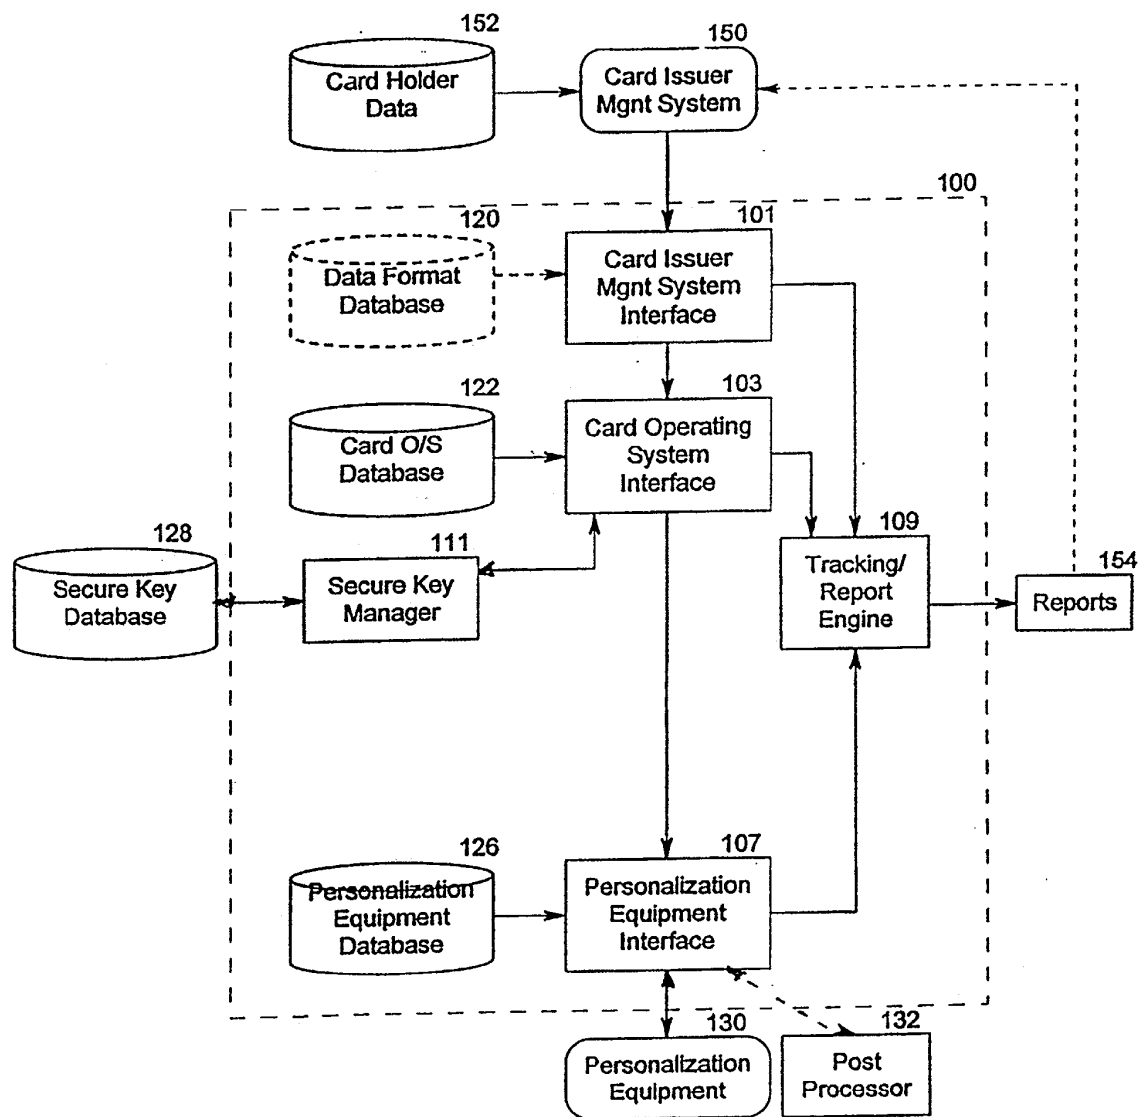 152
Card Holder
Data
150
Card Issuer
Mgnt System
100
120
Data Format
Database
101
Card Issuer
Mgnt System
Interface
122
Card O/S
Database
103
Card Operating
System
Interface
128
Secure Key
Database
111
Secure Key
Manager
109
Tracking/
Report
Engine
154
Reports
126
Personalization
Equipment
Database
107
Personalization
Equipment
Interface
130
Personalization
Equipment
132
Post
Processor